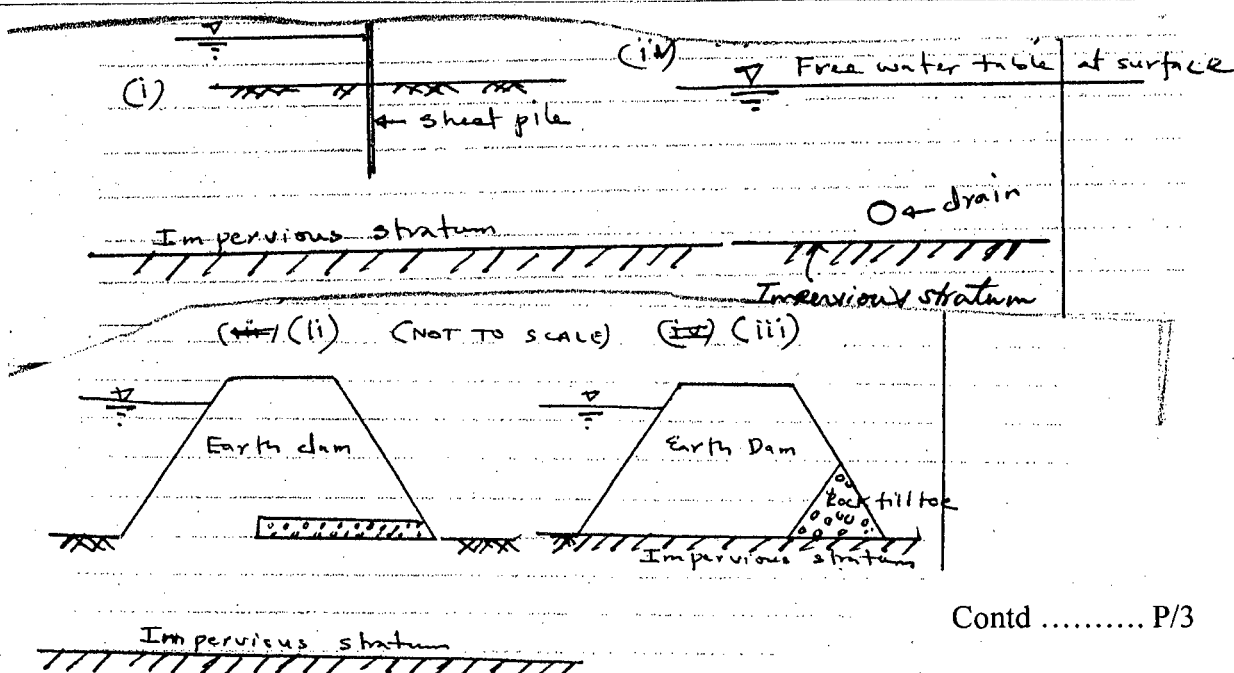 (i)
sheet pile
Impervious stratum
(iv)
Free water table at surface
drain
Impervious stratum
(ii) (NOT TO SCALE) (iii)
Earth dam
Earth Dam
Rock fill toe
Impervious stratum
Impervious stratum
Contd .......... P/3